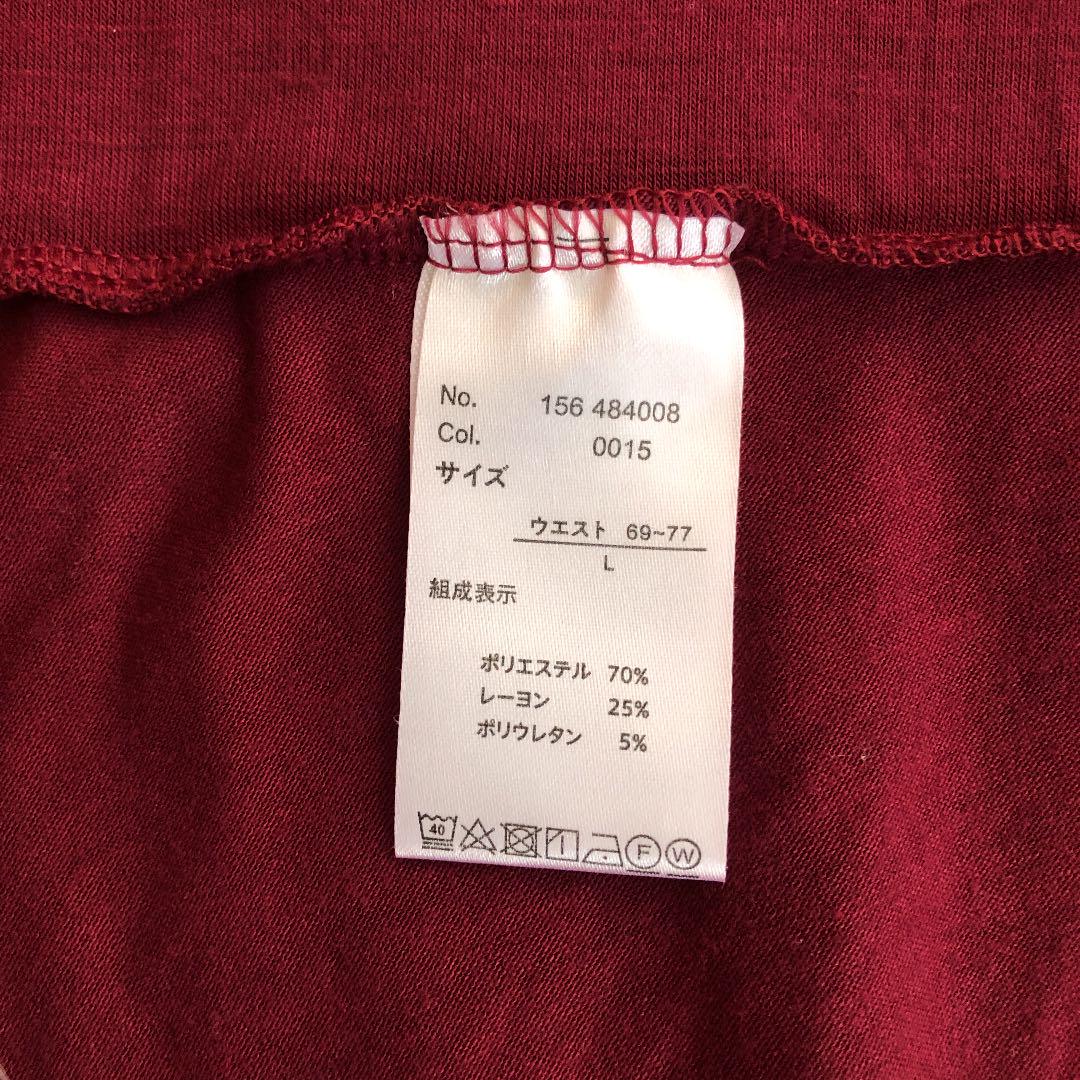 No. 156 484008
Col. 0015
サイズ
ウエスト 69~77
L
組成表示
ポリエステル 70%
レーヨン 25%
ポリウレタン 5%
40 F W